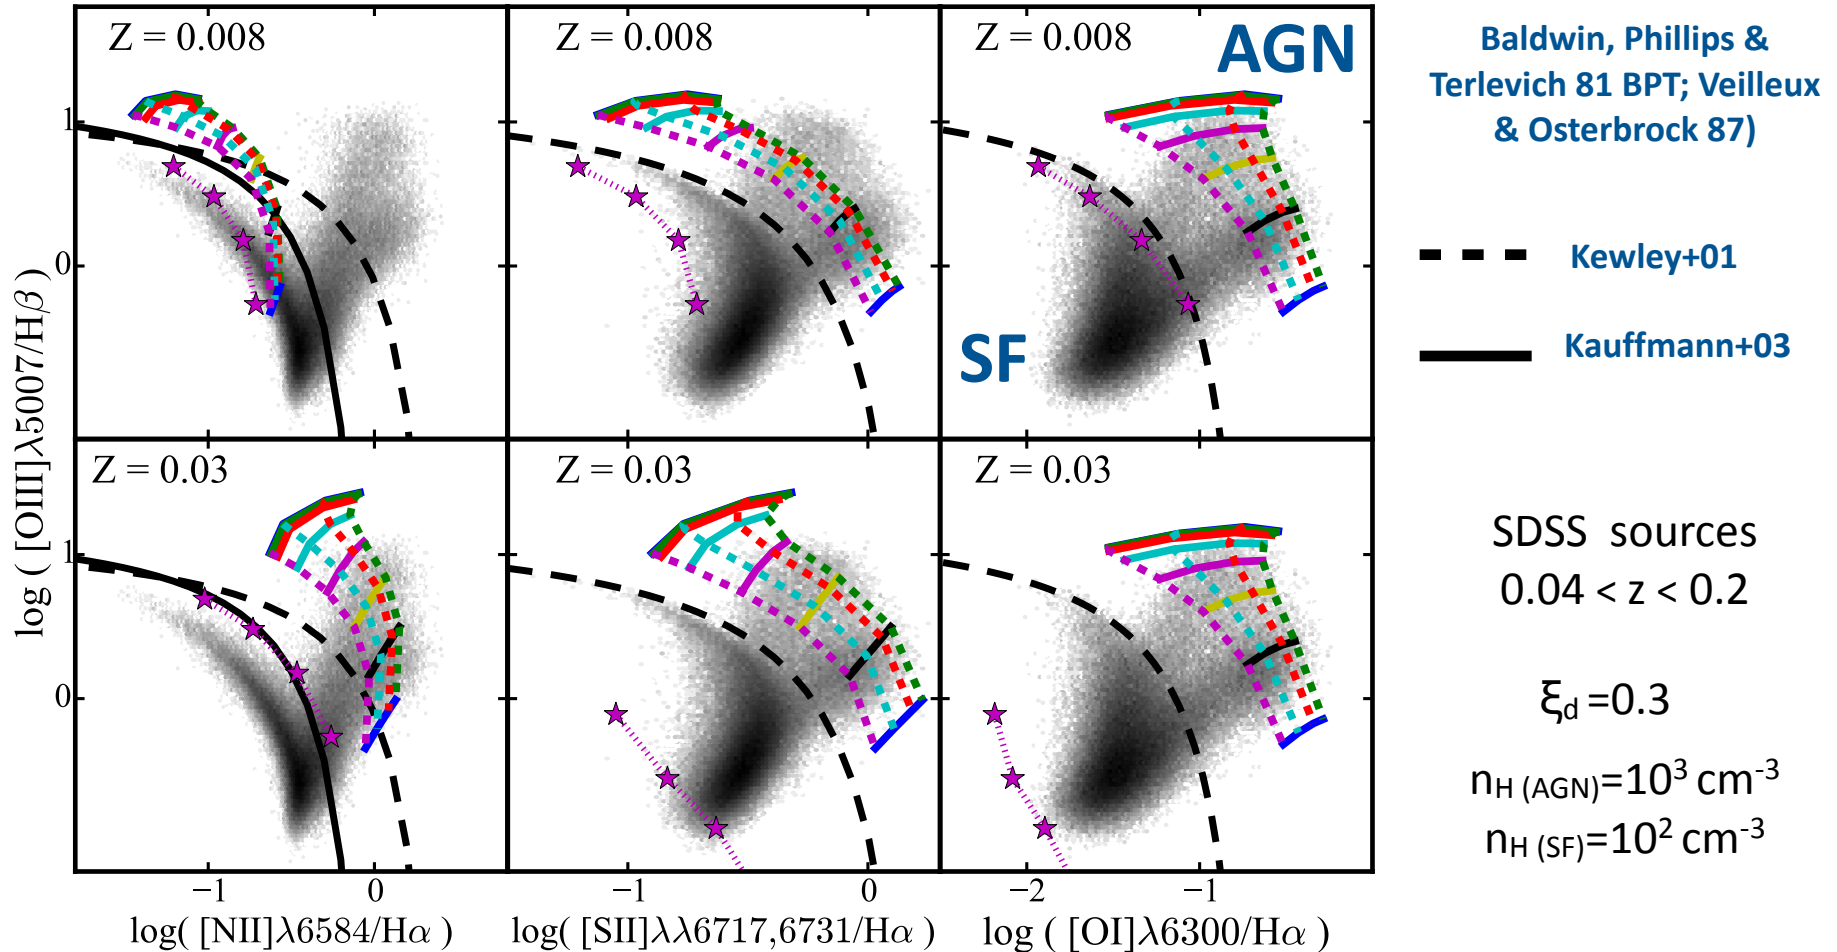 Z = 0.008
Z = 0.008
Z = 0.008
AGN
SF
Z = 0.03
Z = 0.03
Z = 0.03
1
0
1
0
log ( [OIII]λ5007/Hβ )
−1
0
−1
0
−2
−1
log( [NII]λ6584/Hα )
log( [SII]λλ6717,6731/Hα )
log ( [OI]λ6300/Hα )
Baldwin, Phillips &
Terlevich 81 BPT; Veilleux
& Osterbrock 87)
Kewley+01
Kauffmann+03
SDSS sources
0.04 < z < 0.2
ξd =0.3
nH (AGN)=10³ cm-3
nH (SF)=10² cm-3